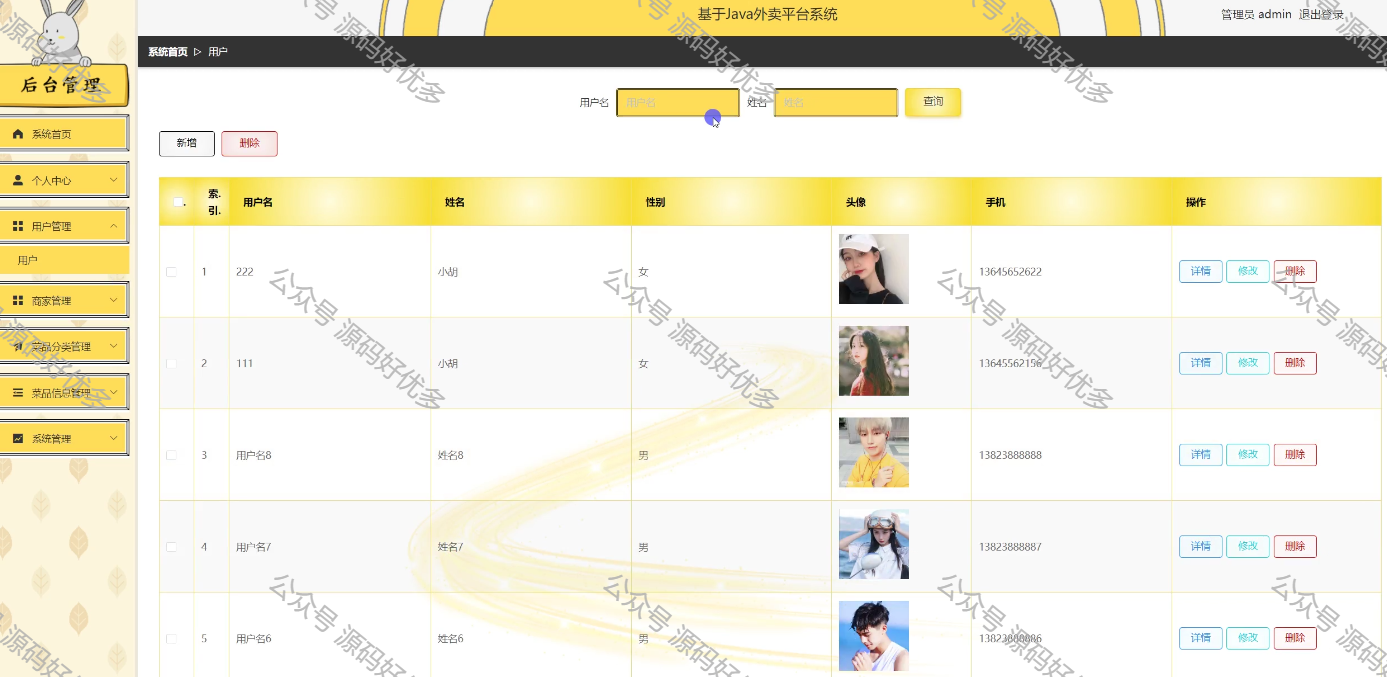 基于Java外卖平台系统
管理员 admin 退出登录
后台管理
系统首页 ▷ 用户
用户名 用户名 姓名 姓名 查询
新增 删除
系统首页
个人中心
用户管理
用户
商家管理
菜品分类管理
菜品信息管理
系统管理
索引. 用户名 姓名 性别 头像 手机 操作
1 222 小胡 女 13645652622 详情 修改 删除
2 111 小胡 女 13645562156 详情 修改 删除
3 用户名8 姓名8 男 13823888888 详情 修改 删除
4 用户名7 姓名7 男 13823888887 详情 修改 删除
5 用户名6 姓名6 男 13823888886 详情 修改 删除
公众号 源码好优多